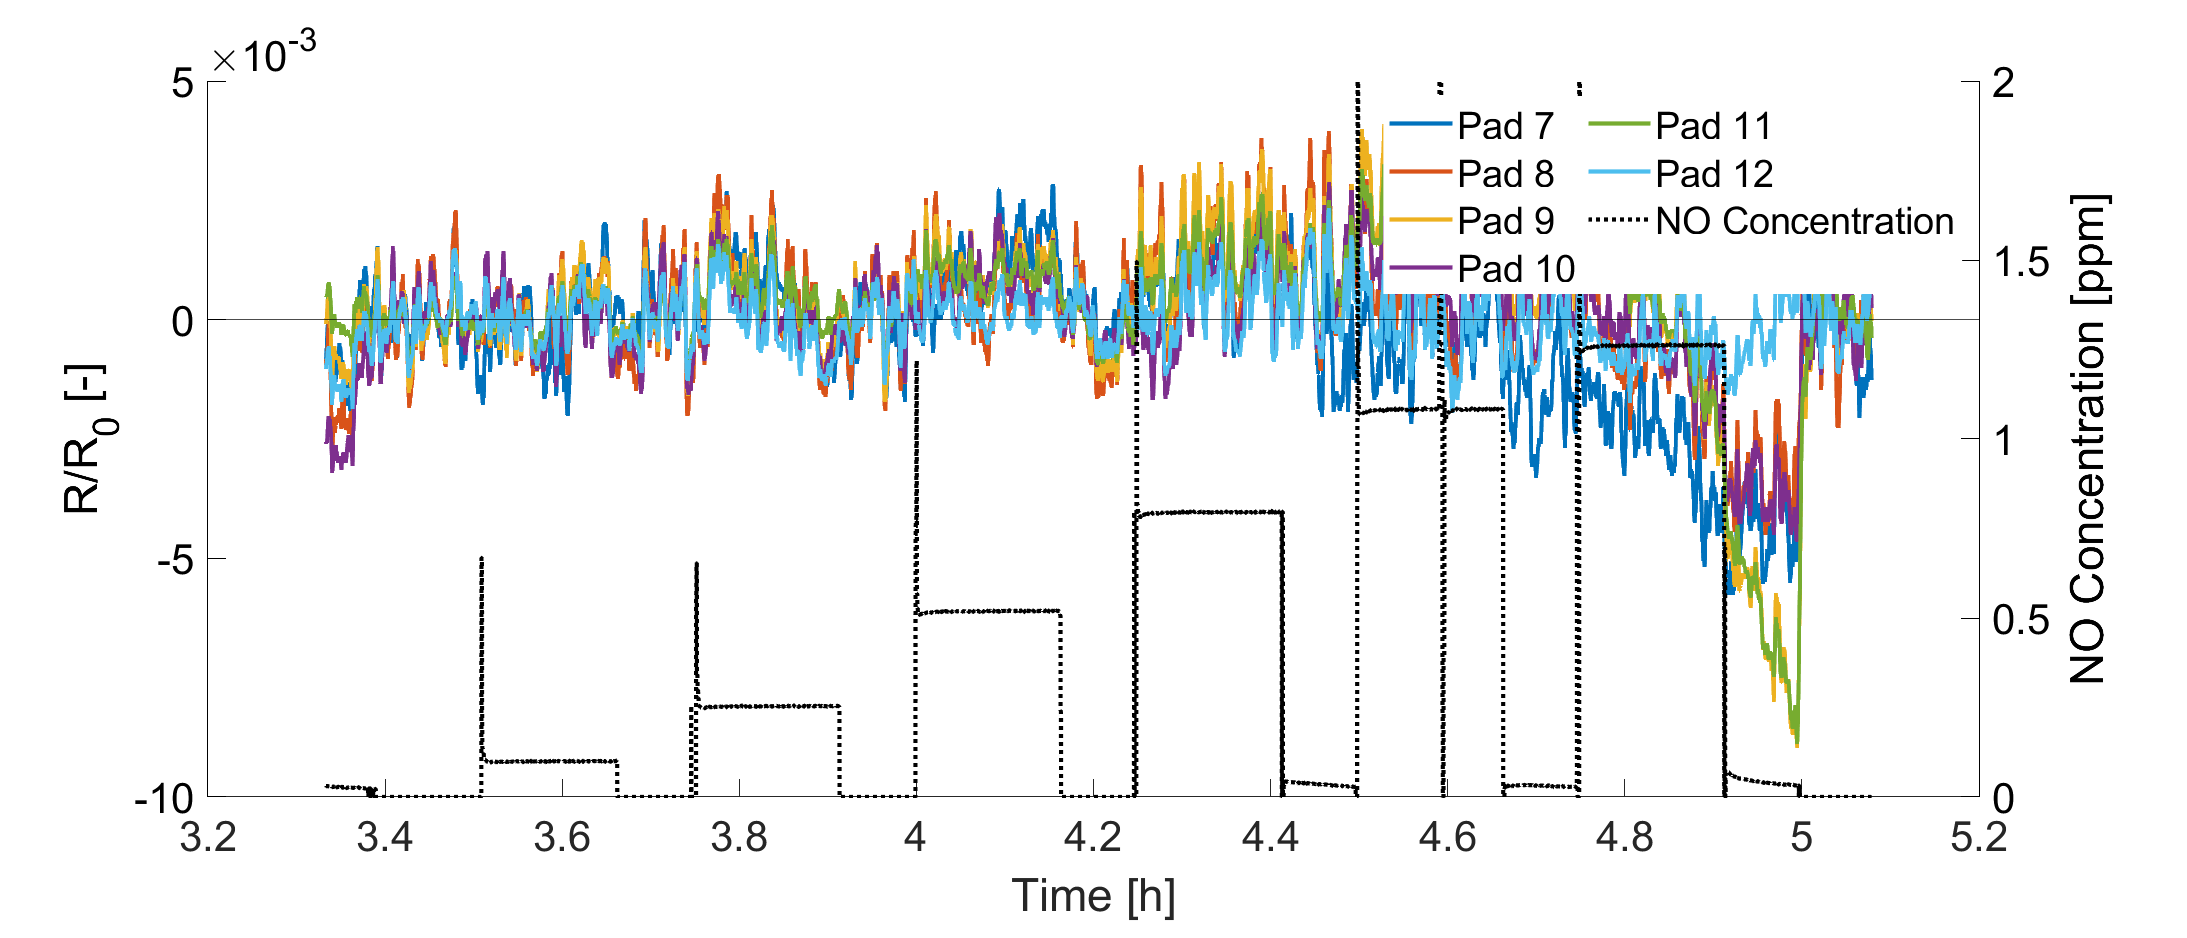 ×10-3
5
0
-5
-10
R/R0 [-]
2
1.5
1
0.5
0
NO Concentration [ppm]
Pad 7
Pad 8
Pad 9
Pad 10
Pad 11
Pad 12
NO Concentration
3.2 3.4 3.6 3.8 4 4.2 4.4 4.6 4.8 5 5.2
Time [h]